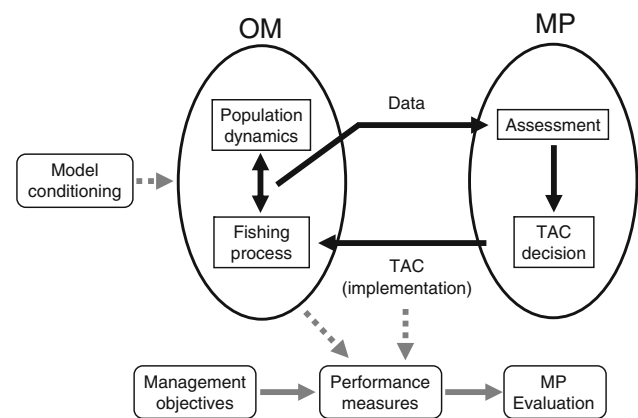 OM
MP
Population
dynamics
Data
Assessment
Model
conditioning
Fishing
process
TAC
decision
TAC
(implementation)
Management
objectives
Performance
measures
MP
Evaluation